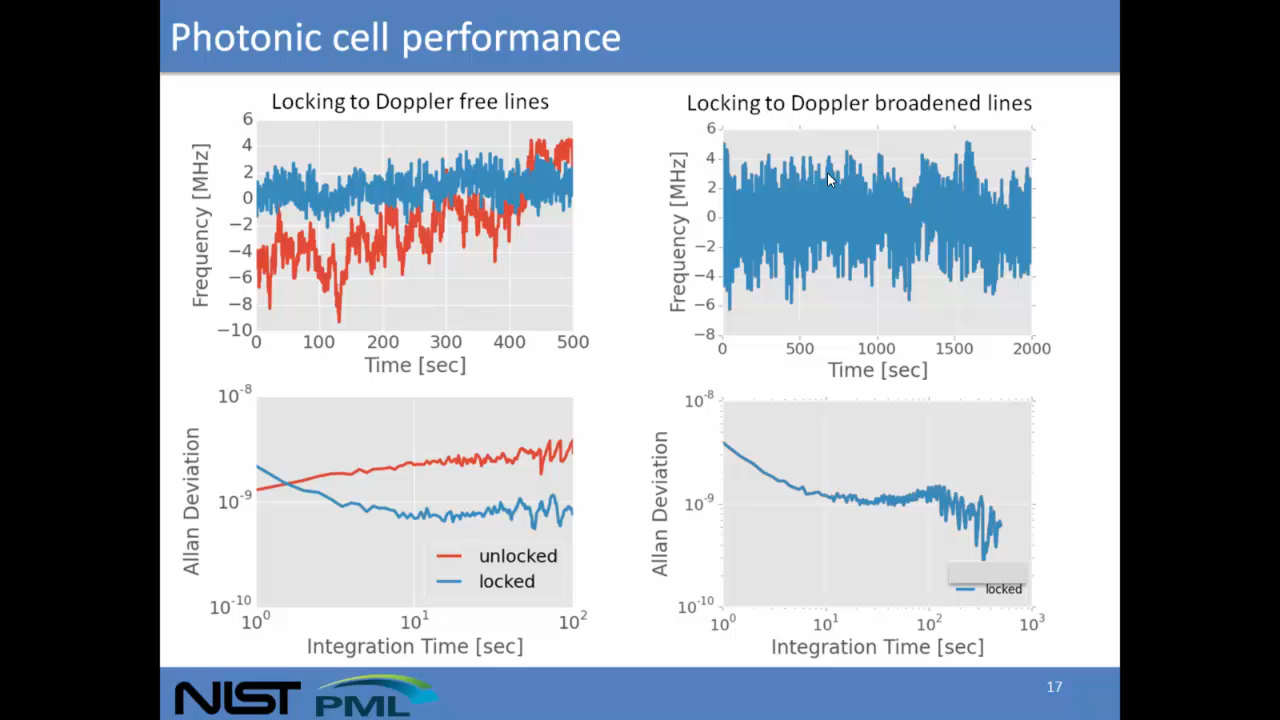 Photonic cell performance
Locking to Doppler free lines
6
4
2
0
−2
−4
−6
−8
−10
Frequency [MHz]
0 100 200 300 400 500
Time [sec]
Locking to Doppler broadened lines
6
4
2
0
−2
−4
−6
−8
Frequency [MHz]
0 500 1000 1500 2000
Time [sec]
10^-8
10^-9
10^-10
Allan Deviation
unlocked
locked
10^0 10^1 10^2
Integration Time [sec]
10^-8
10^-9
10^-10
Allan Deviation
locked
10^0 10^1 10^2 10^3
Integration Time [sec]
NIST PML
17